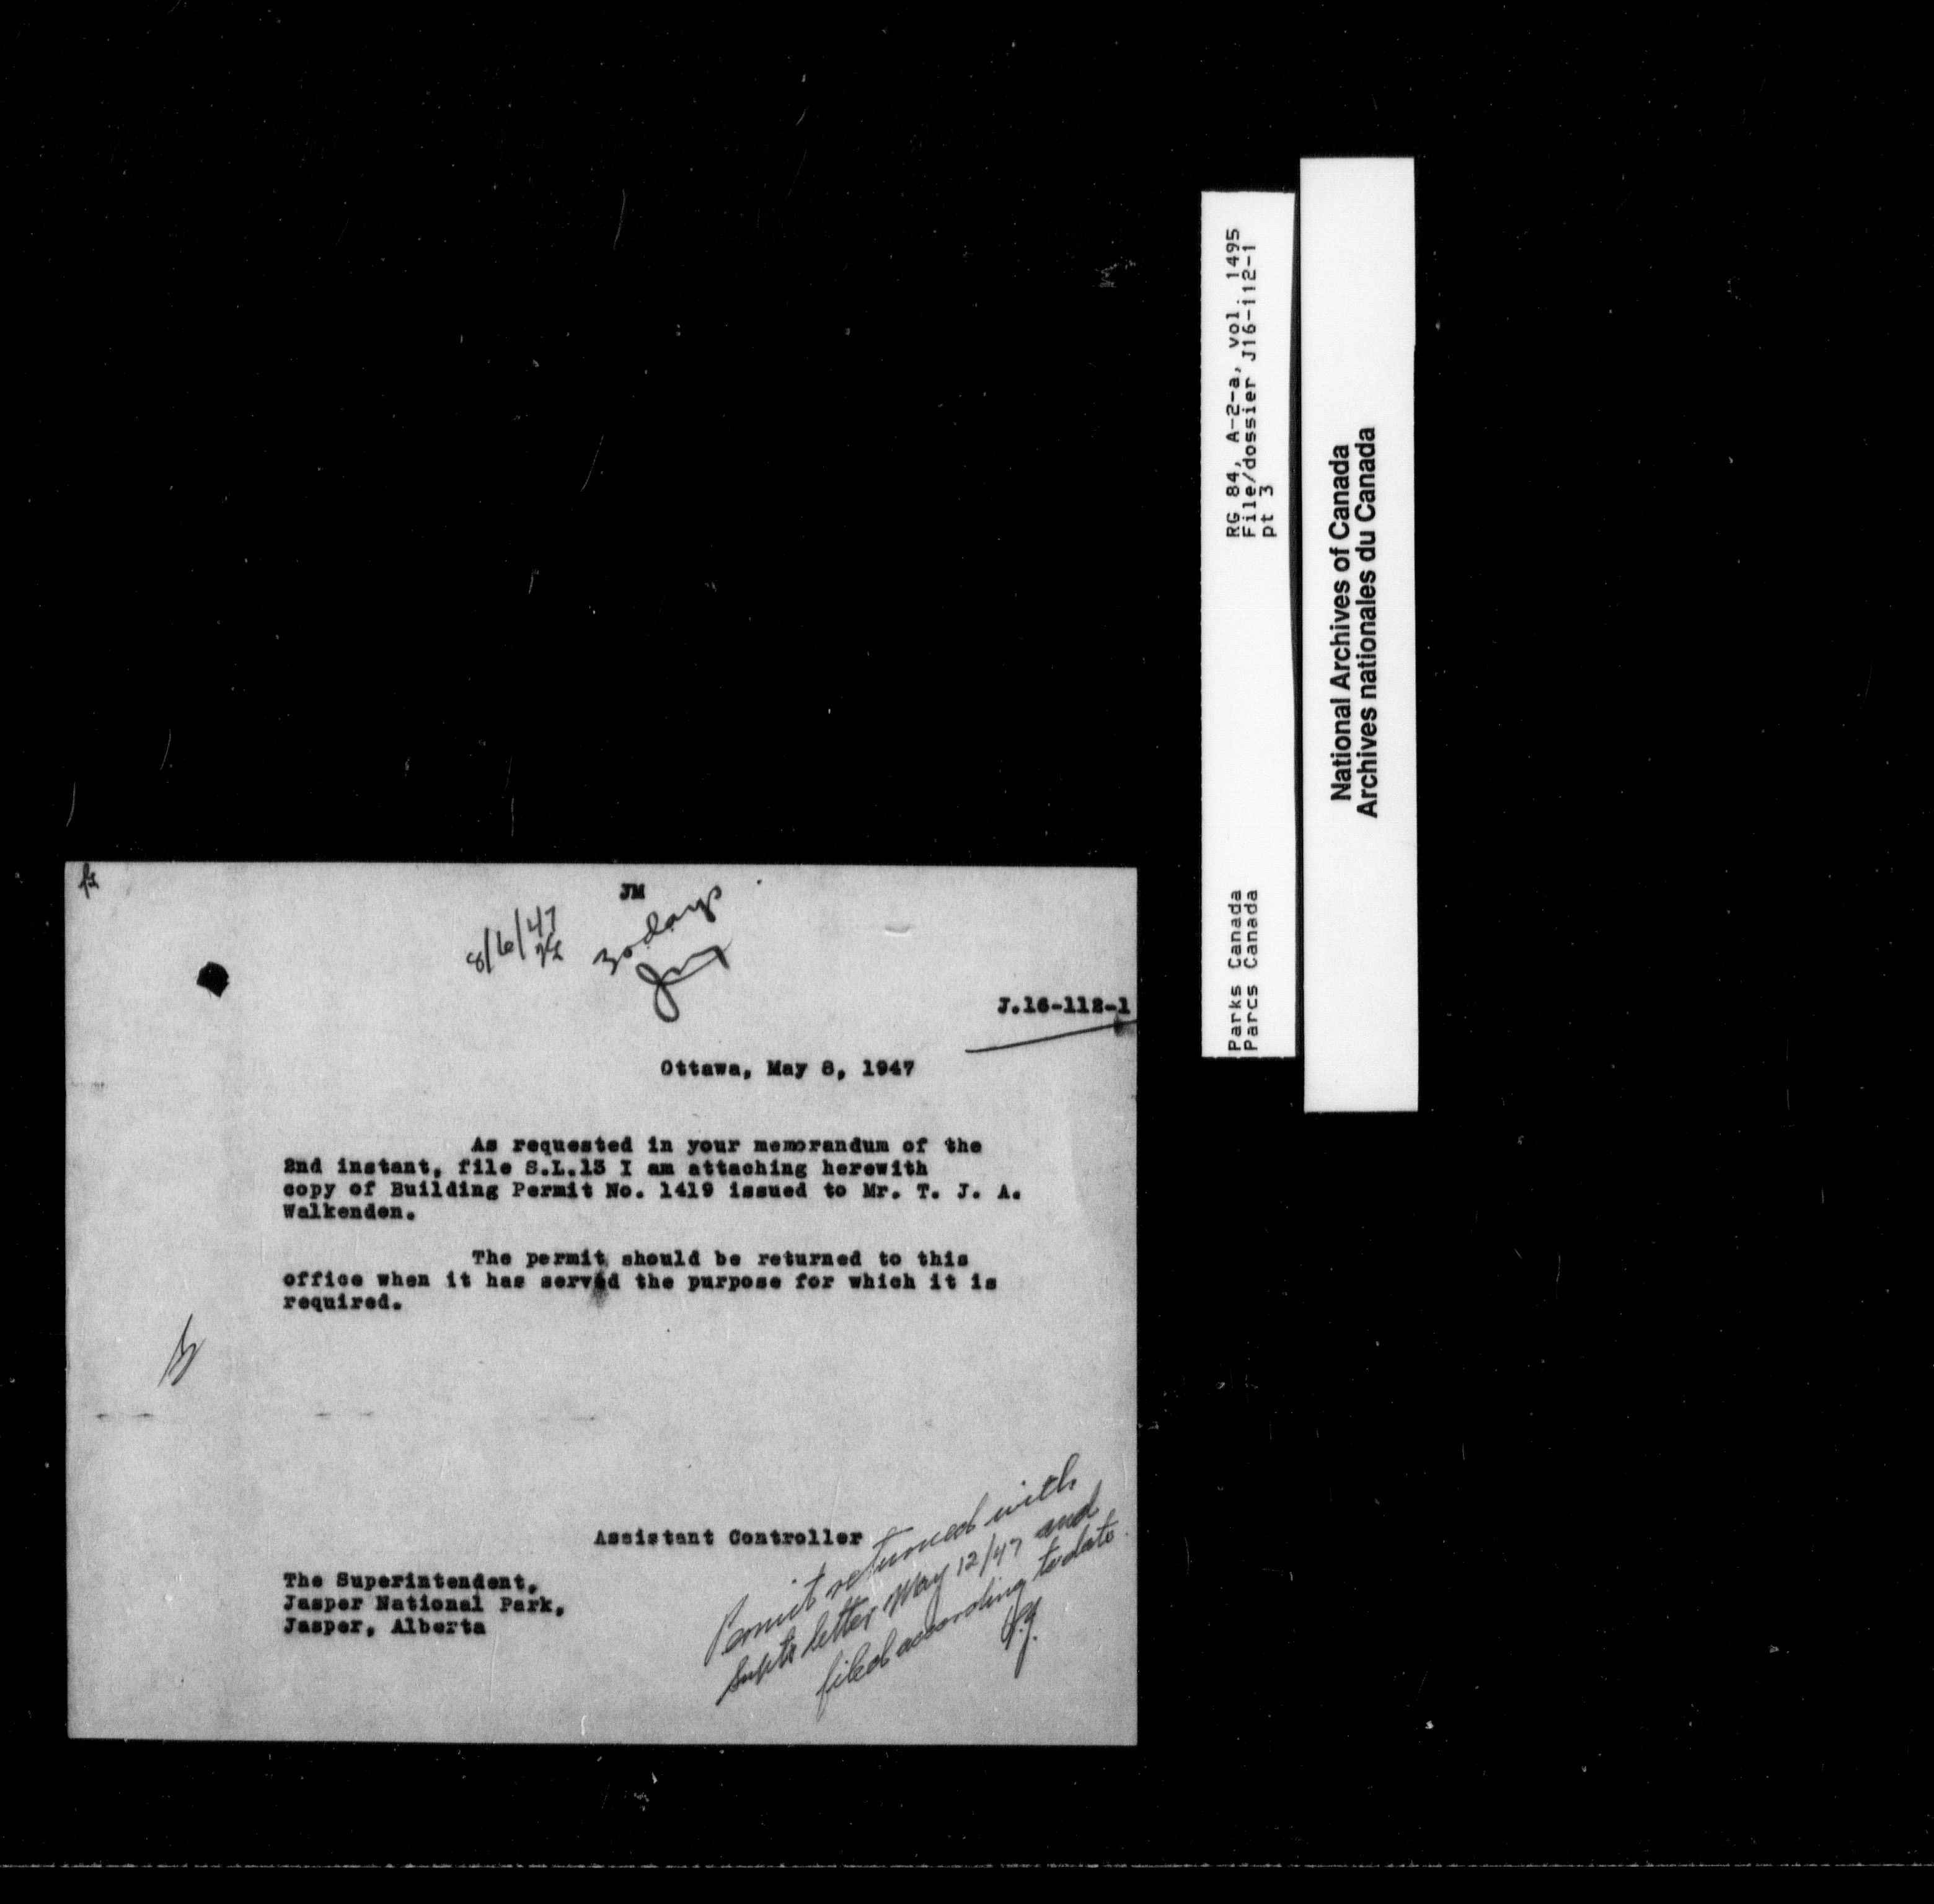 JM
8/6/47
30 days
J.16-112-1
Ottawa, May 8, 1947
As requested in your memorandum of the
2nd instant, file S.L.13 I am attaching herewith
copy of Building Permit No. 1419 issued to Mr. T. J. A.
Walkenden.
The permit should be returned to this
office when it has served the purpose for which it is
required.
Assistant Controller
The Superintendent,
Jasper National Park,
Jasper, Alberta
Permit returned with
Supts letter May 12/47 and
filed according to date.
RG 84, A-2-a, vol. 1495
File/dossier J16-112-1
pt 3
Parks Canada
Parcs Canada
National Archives of Canada
Archives nationales du Canada